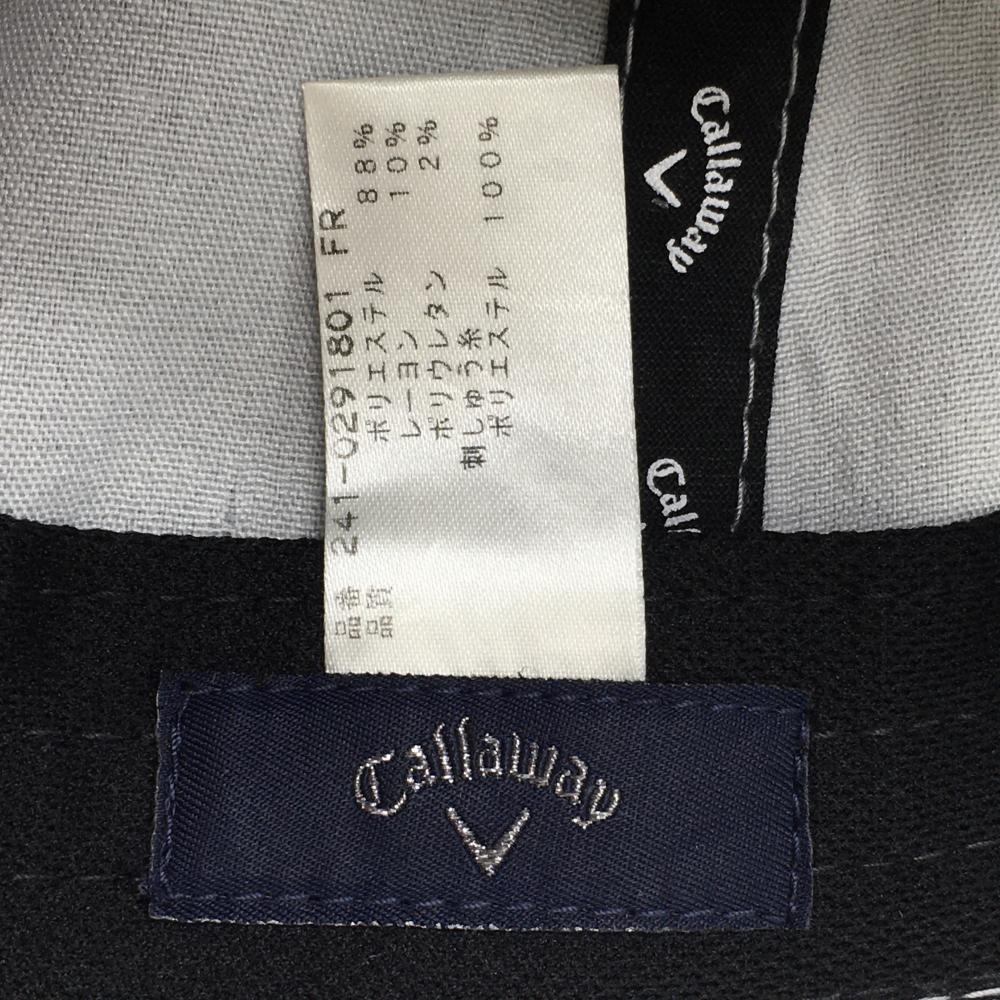 品番 241-0291801 FR
品質 ポリエステル 88%
レーヨン 10%
ポリウレタン 2%
刺しゅう糸
ポリエステル 100%
Callaway
Cal
Callaway